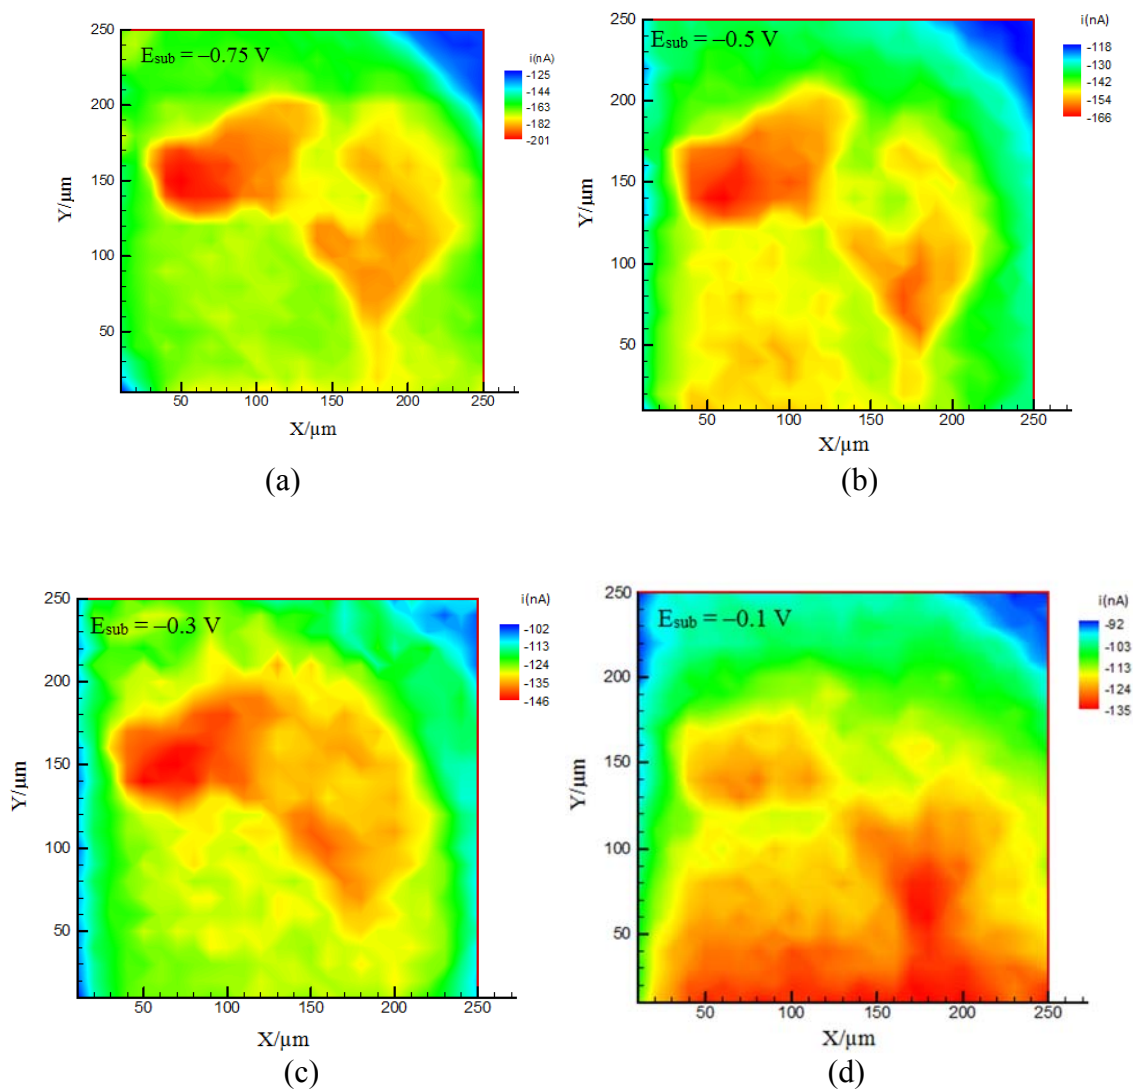 E_sub = –0.75 V
i(nA)
-125
-144
-163
-182
-201
250
200
150
100
50
Y/µm
50 100 150 200 250
X/µm
(a)
E_sub = –0.5 V
i(nA)
-118
-130
-142
-154
-166
250
200
150
100
50
Y/µm
50 100 150 200 250
X/µm
(b)
E_sub = –0.3 V
i(nA)
-102
-113
-124
-135
-146
250
200
150
100
50
Y/µm
50 100 150 200 250
X/µm
(c)
E_sub = –0.1 V
i(nA)
-92
-103
-113
-124
-135
250
200
150
100
50
Y/µm
50 100 150 200 250
X/µm
(d)